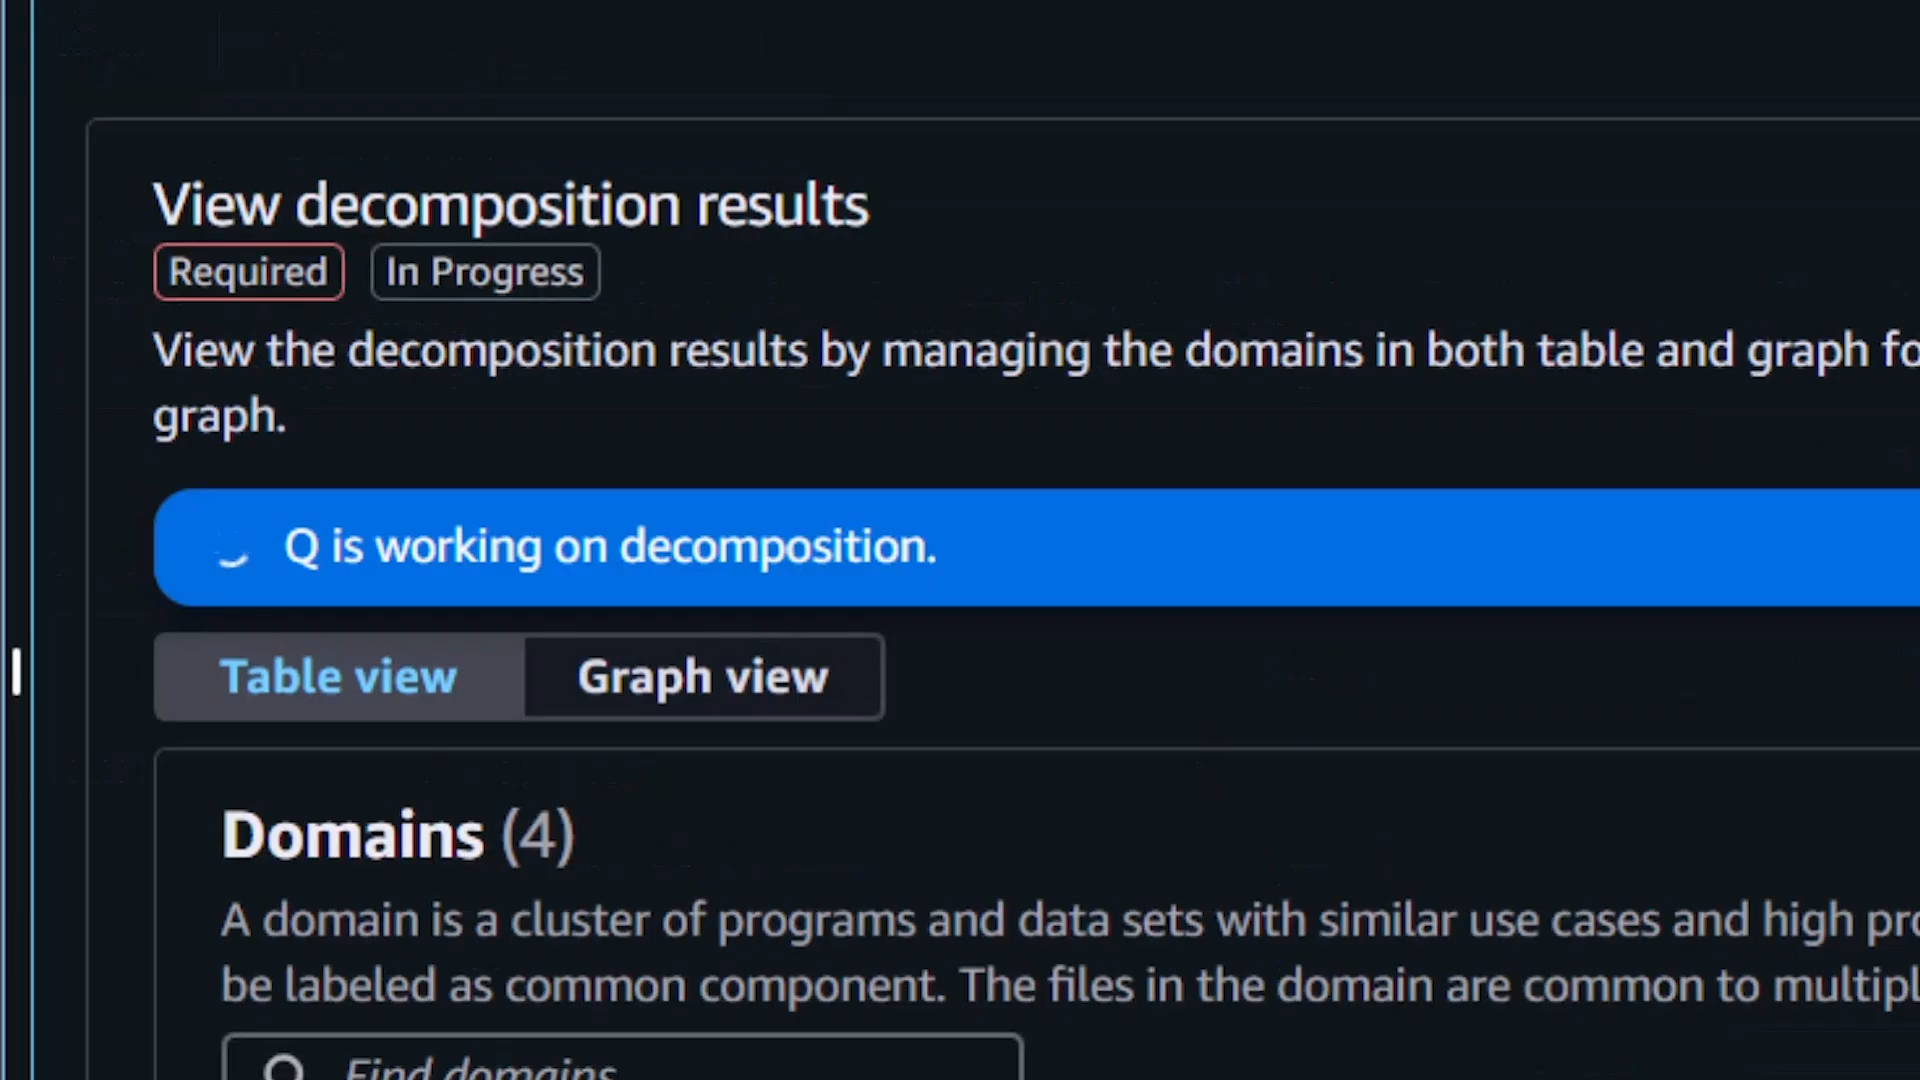 View decomposition results
Required In Progress
View the decomposition results by managing the domains in both table and graph
graph.
Q is working on decomposition.
Table view Graph view
Domains (4)
A domain is a cluster of programs and data sets with similar use cases and high
be labeled as common component. The files in the domain are common to
Find domains